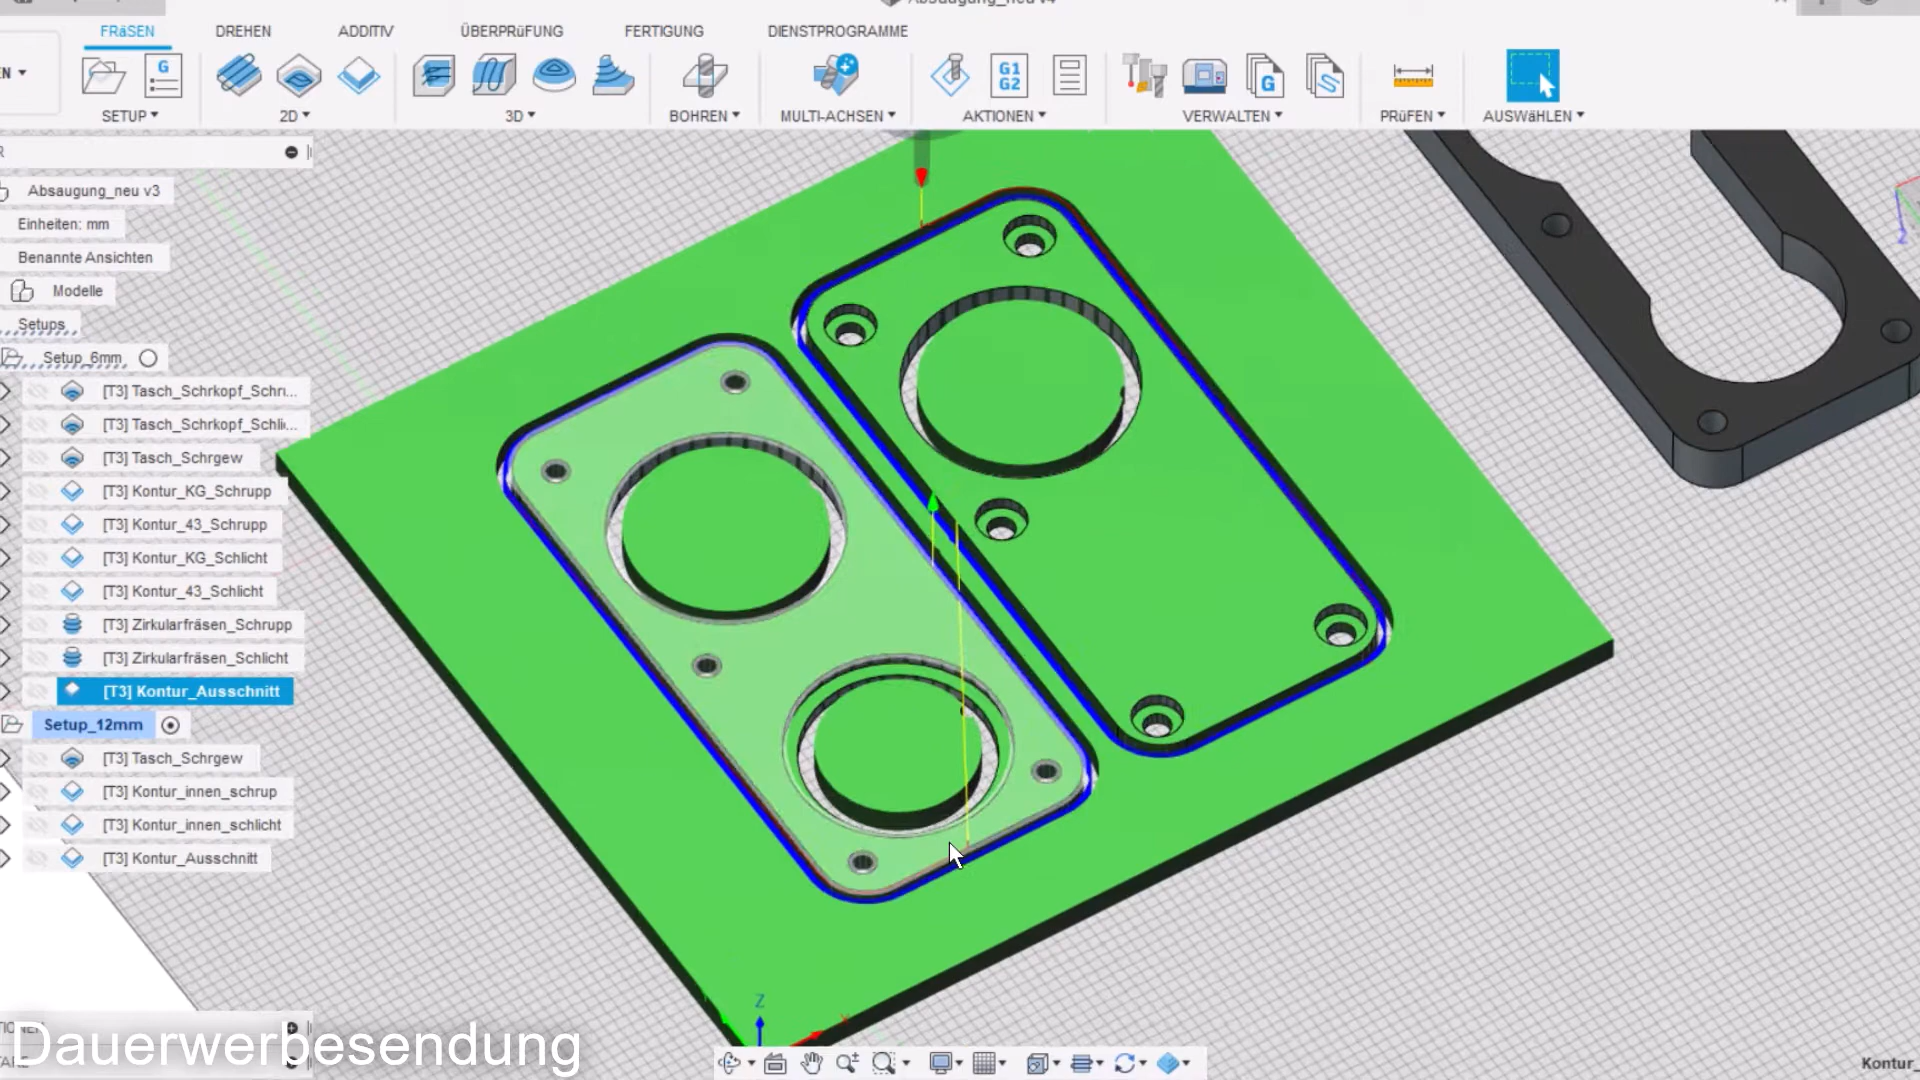 FRäSEN DREHEN ADDITIV ÜBERPRüFUNG FERTIGUNG DIENSTPROGRAMME
G G1 G2 G
SETUP 2D 3D BOHREN MULTI-ACHSEN AKTIONEN VERWALTEN PRüFEN AUSWäHLEN
Absaugung_neu v3
Einheiten: mm
Benannte Ansichten
Modelle
Setups
Setup_6mm
[T3] Tasch_Schrkopf_Schru...
[T3] Tasch_Schrkopf_Schli...
[T3] Tasch_Schrgew
[T3] Kontur_KG_Schrupp
[T3] Kontur_43_Schrupp
[T3] Kontur_KG_Schlicht
[T3] Kontur_43_Schlicht
[T3] Zirkularfräsen_Schrupp
[T3] Zirkularfräsen_Schlicht
[T3] Kontur_Ausschnitt
Setup_12mm
[T3] Tasch_Schrgew
[T3] Kontur_innen_schrup
[T3] Kontur_innen_schlicht
[T3] Kontur_Ausschnitt
Z
X
Dauerwerbesendung
Kontur_